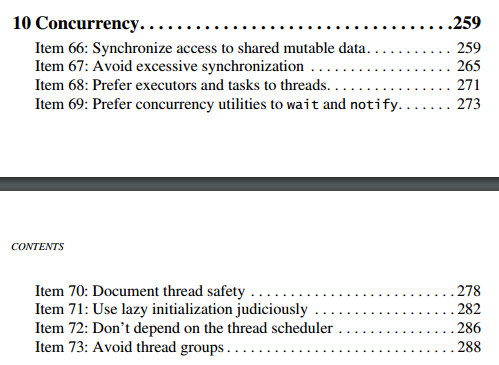 10 Concurrency. . . . . . . . . . . . . . . . . . . . . . . . . . . . . . . . . .259
Item 66: Synchronize access to shared mutable data. . . . . . . . . . 259
Item 67: Avoid excessive synchronization . . . . . . . . . . . . . . . . . . 265
Item 68: Prefer executors and tasks to threads. . . . . . . . . . . . . . . . 271
Item 69: Prefer concurrency utilities to wait and notify. . . . . . . 273
CONTENTS
Item 70: Document thread safety . . . . . . . . . . . . . . . . . . . . . . . . . . 278
Item 71: Use lazy initialization judiciously . . . . . . . . . . . . . . . . . . 282
Item 72: Don’t depend on the thread scheduler . . . . . . . . . . . . . . . 286
Item 73: Avoid thread groups . . . . . . . . . . . . . . . . . . . . . . . . . . . . . 288